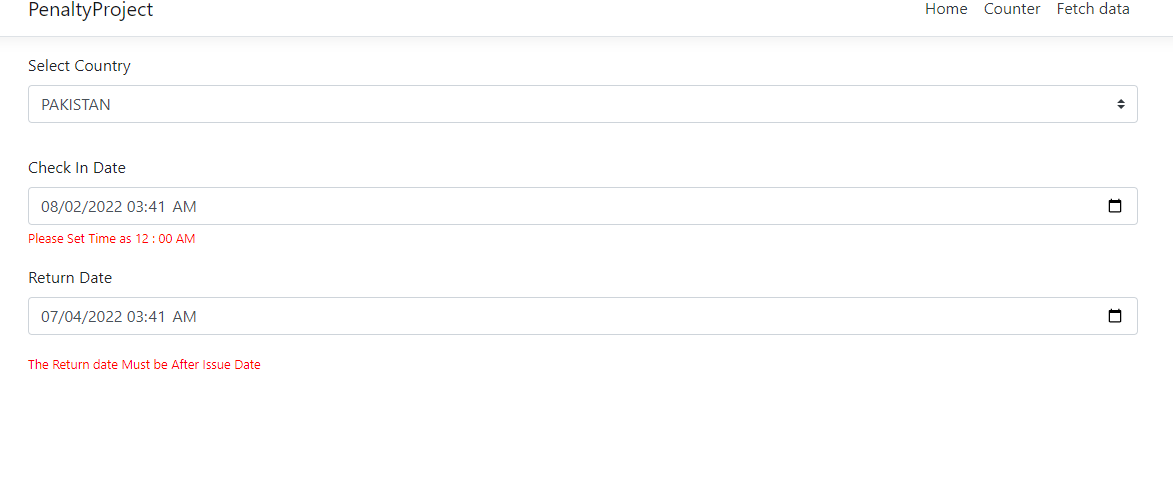 PenaltyProject
Home Counter Fetch data
Select Country
PAKISTAN
Check In Date
08/02/2022 03:41 AM
Please Set Time as 12 : 00 AM
Return Date
07/04/2022 03:41 AM
The Return date Must be After Issue Date